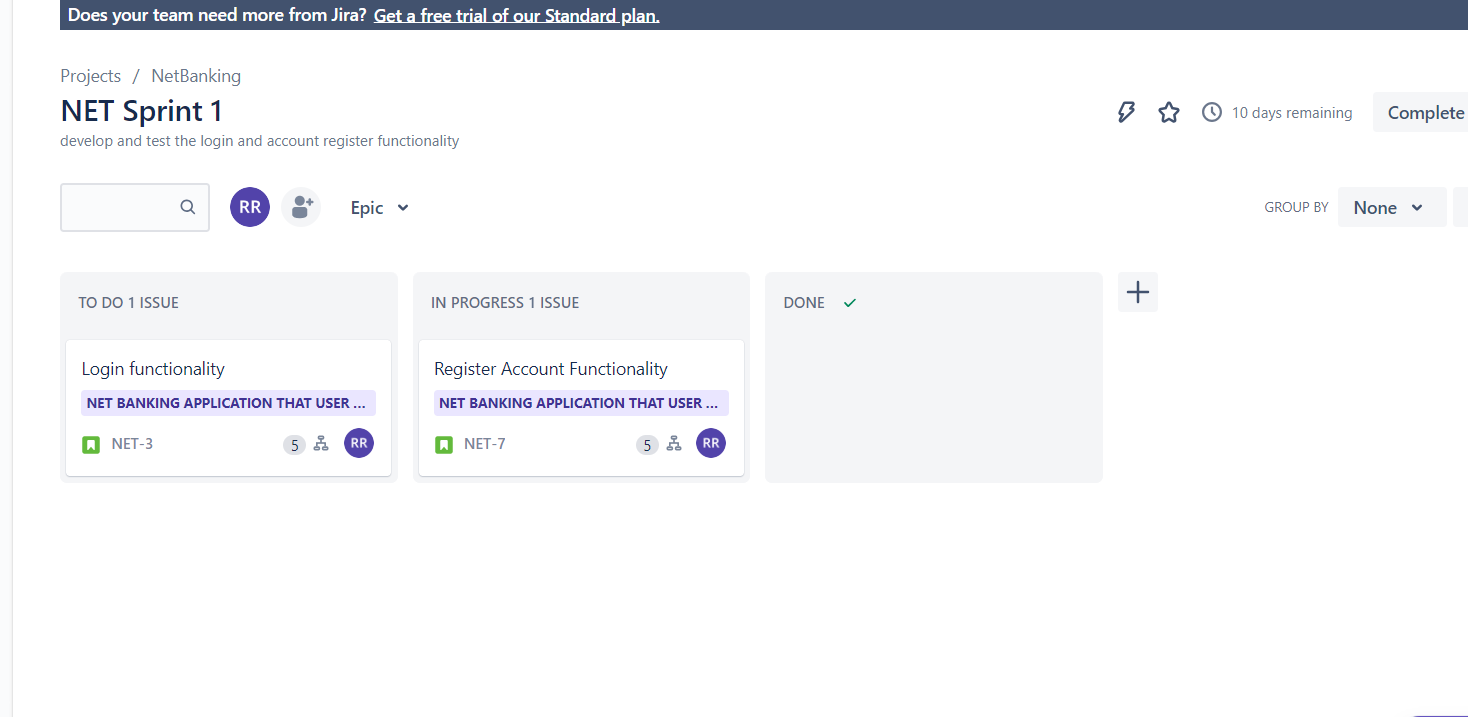 Does your team need more from Jira? Get a free trial of our Standard plan.
Projects / NetBanking
NET Sprint 1
10 days remaining
Complete
develop and test the login and account register functionality
RR
Epic
GROUP BY
None
TO DO 1 ISSUE
Login functionality
NET BANKING APPLICATION THAT USER ...
NET-3
5
RR
IN PROGRESS 1 ISSUE
Register Account Functionality
NET BANKING APPLICATION THAT USER ...
NET-7
5
RR
DONE